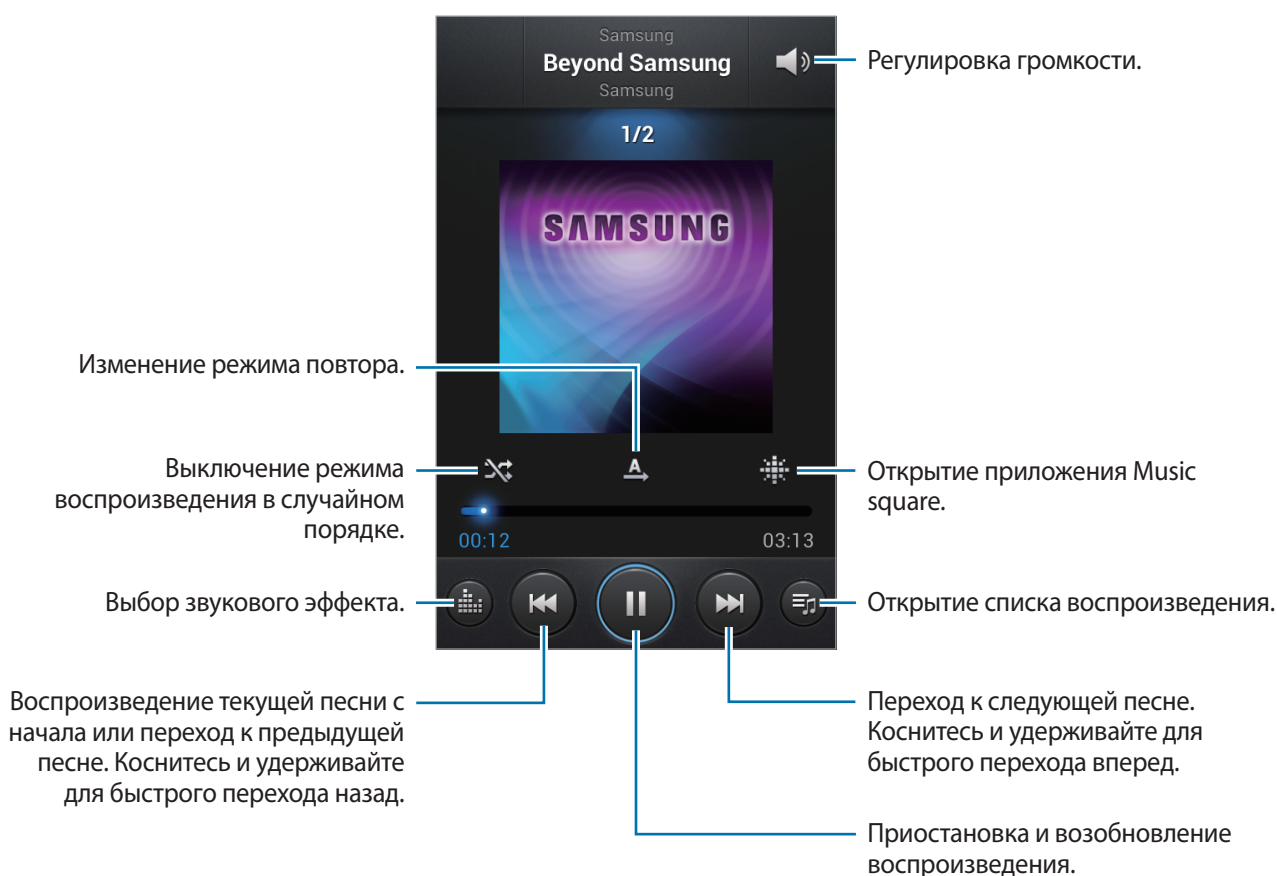 Samsung
Beyond Samsung
Samsung
Регулировка громкости.
1/2
SAMSUNG
Изменение режима повтора.
Выключение режима
воспроизведения в случайном
порядке.
A
Открытие приложения Music
square.
00:12
03:13
Выбор звукового эффекта.
Открытие списка воспроизведения.
Воспроизведение текущей песни с
начала или переход к предыдущей
песне. Коснитесь и удерживайте
для быстрого перехода назад.
Переход к следующей песне.
Коснитесь и удерживайте для
быстрого перехода вперед.
Приостановка и возобновление
воспроизведения.